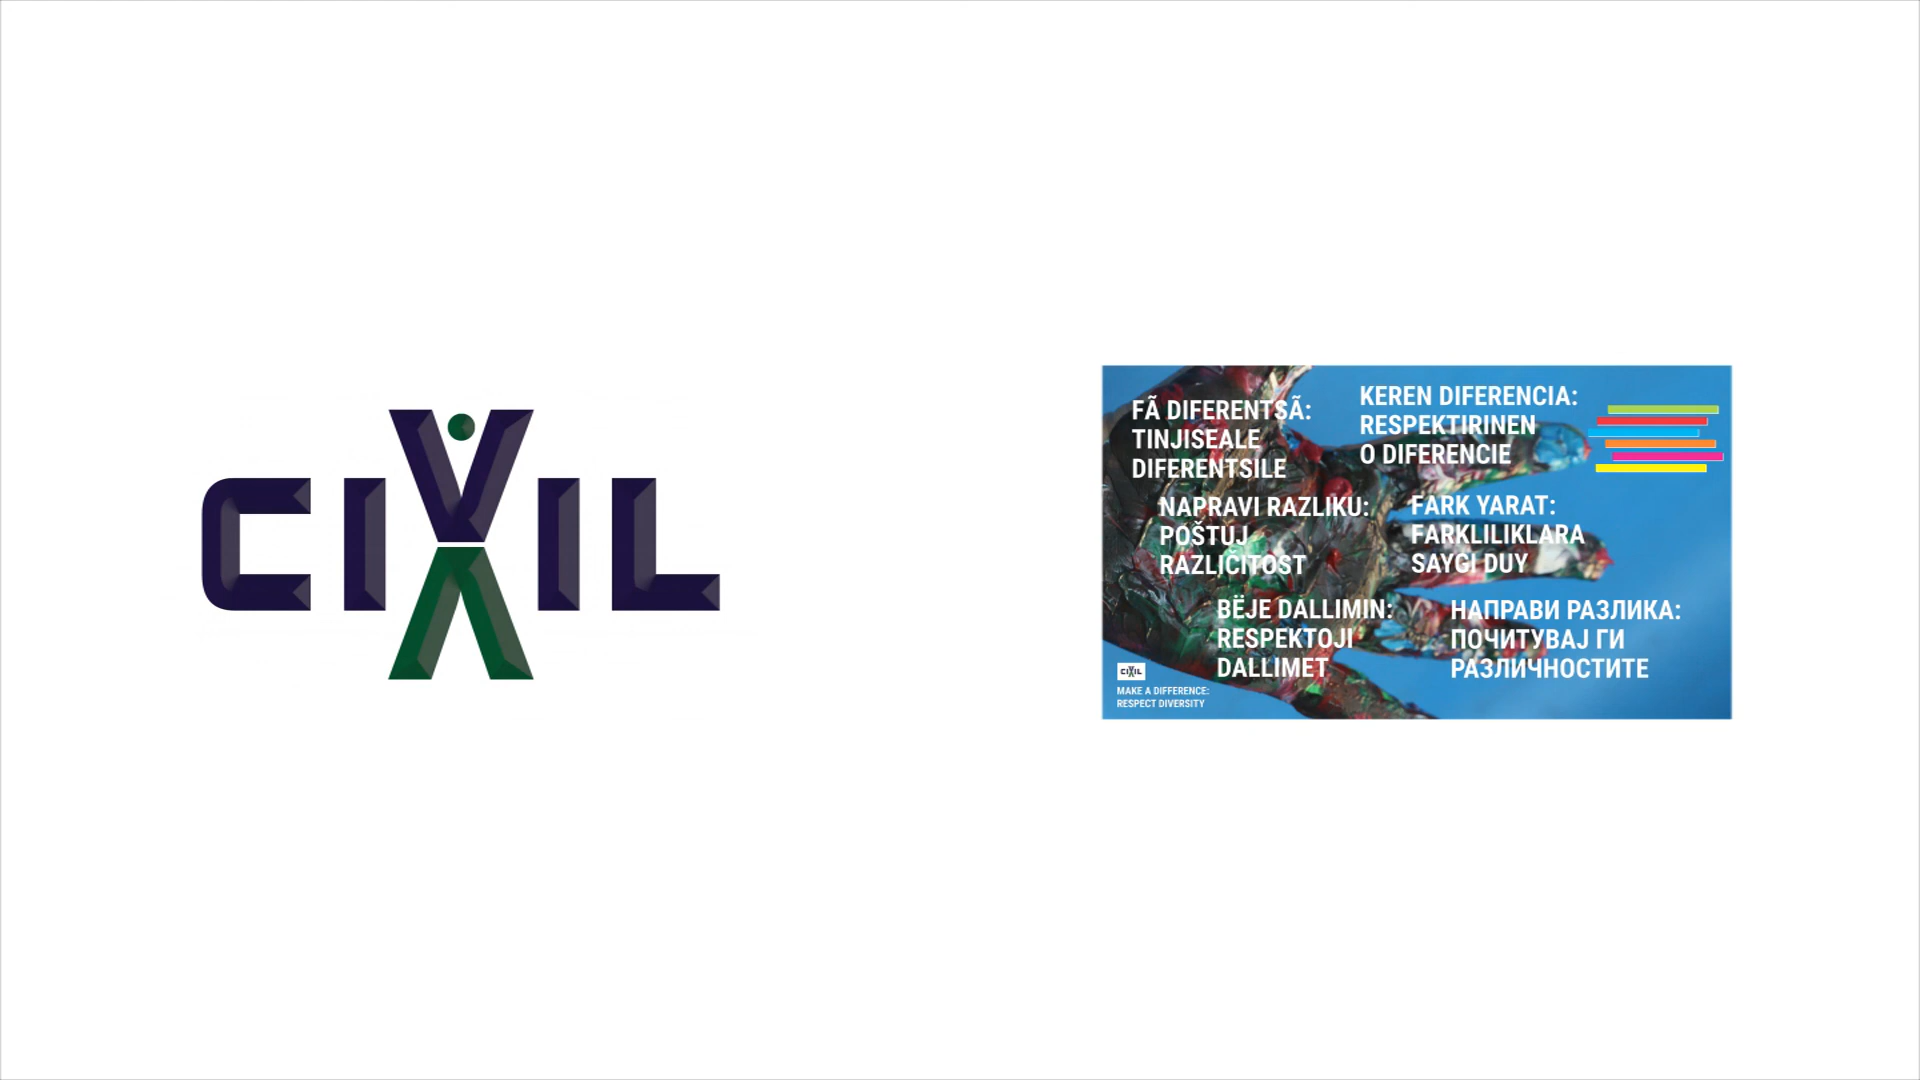 CIVIL
FÃ DIFERENTSÃ:
TINJISEALE
DIFERENTSILE
KEREN DIFERENCIA:
RESPEKTIRINEN
O DIFERENCIE
NAPRAVI RAZLIKU:
POŠTUJ
RAZLIČITOST
FARK YARAT:
FARKLILIKLARA
SAYGI DUY
BËJE DALLIMIN:
RESPEKTOJI
DALLIMET
НАПРАВИ РАЗЛИКА:
ПОЧИТУВАЈ ГИ
РАЗЛИЧНОСТИТЕ
CIVIL
MAKE A DIFFERENCE:
RESPECT DIVERSITY